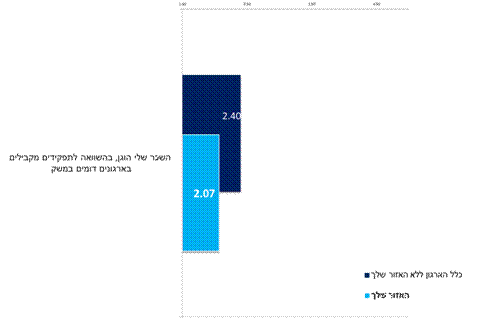 2.40
השכר שלי הוגן, בהשוואה לתפקידים מקבילים
בארגונים דומים במשק
2.07
כלל הארגון ללא האזור שלך
האזור שלך